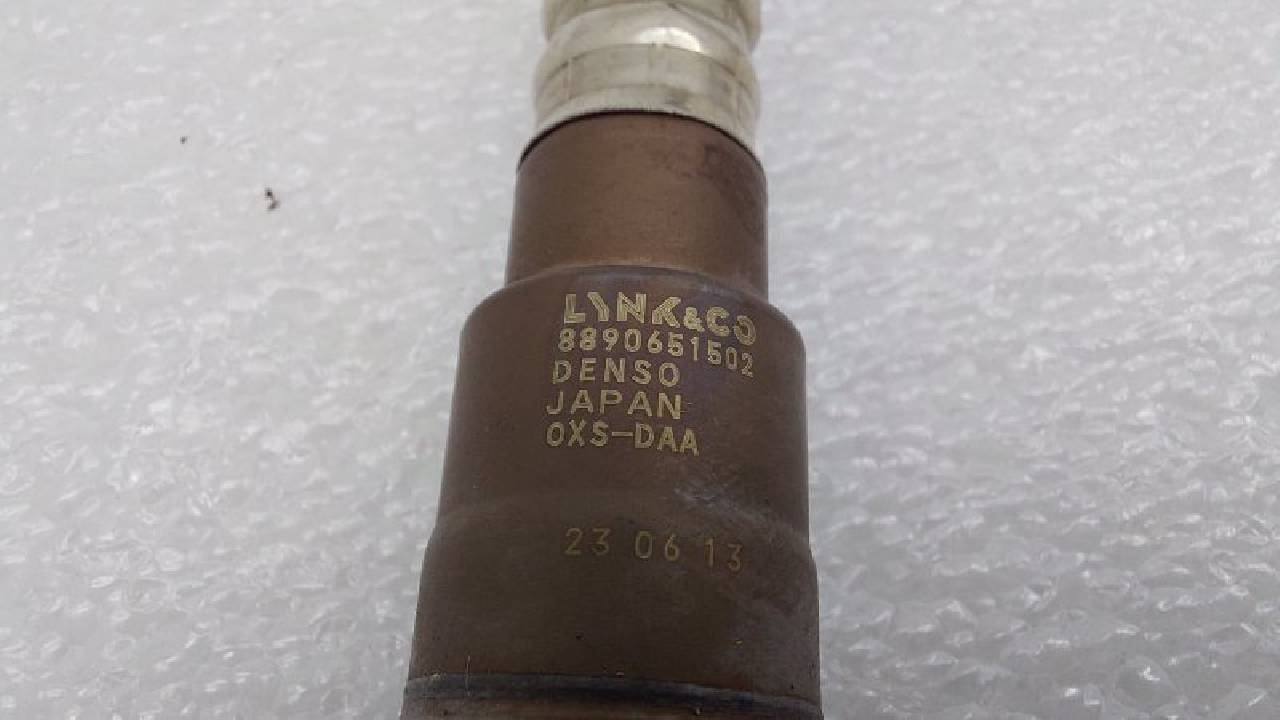 LYNK&CO
8890651502
DENSO
JAPAN
OXS-DAA
23 06 13